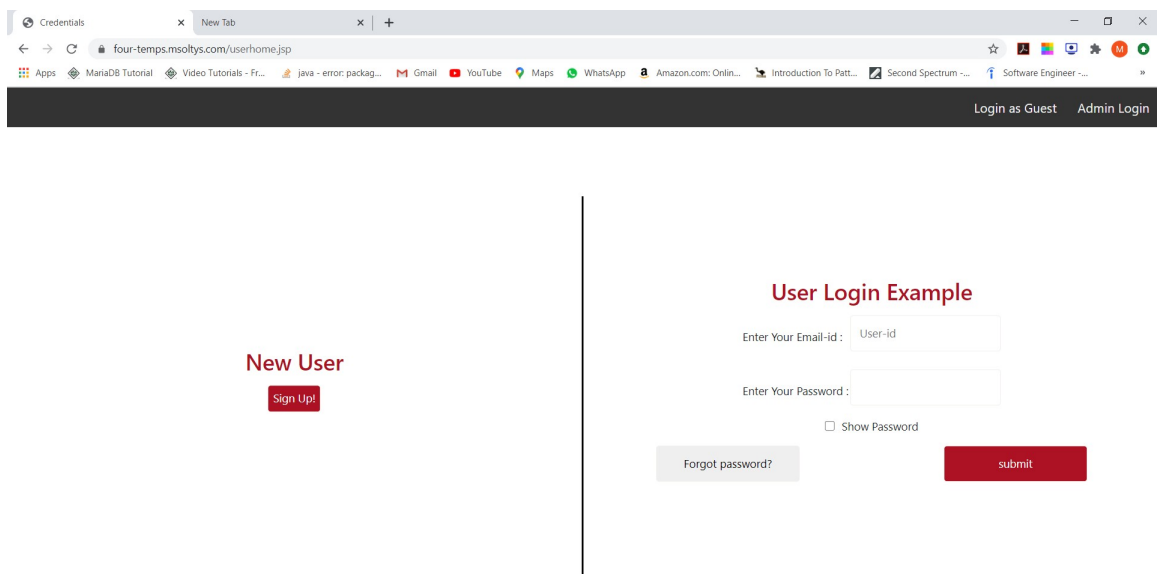 Credentials
New Tab
four-temps.msoltys.com/userhome.jsp
M
Apps MariaDB Tutorial Video Tutorials - Fr... java - error: packag... Gmail YouTube Maps WhatsApp Amazon.com: Onlin... Introduction To Patt... Second Spectrum -... Software Engineer -... »
Login as Guest Admin Login
New User
Sign Up!
User Login Example
Enter Your Email-id : User-id
Enter Your Password :
Show Password
Forgot password? submit